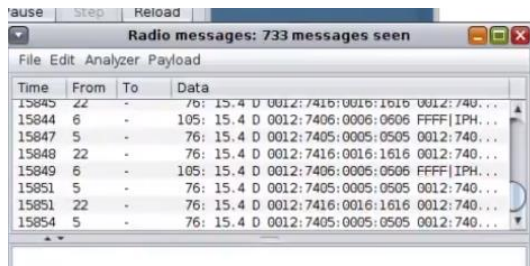 ause Step Reload
Radio messages: 733 messages seen
File Edit Analyzer Payload
Time From To Data
15845 22 - 76: 15.4 D 0012:7416:0016:1616 0012:740...
15844 6 - 105: 15.4 D 0012:7406:0006:0606 FFFF|IPH...
15847 5 - 76: 15.4 D 0012:7405:0005:0505 0012:740...
15848 22 - 76: 15.4 D 0012:7416:0016:1616 0012:740...
15849 6 - 105: 15.4 D 0012:7406:0006:0606 FFFF|IPH...
15851 5 - 76: 15.4 D 0012:7405:0005:0505 0012:740...
15851 22 - 76: 15.4 D 0012:7416:0016:1616 0012:740...
15854 5 - 76: 15.4 D 0012:7405:0005:0505 0012:740...